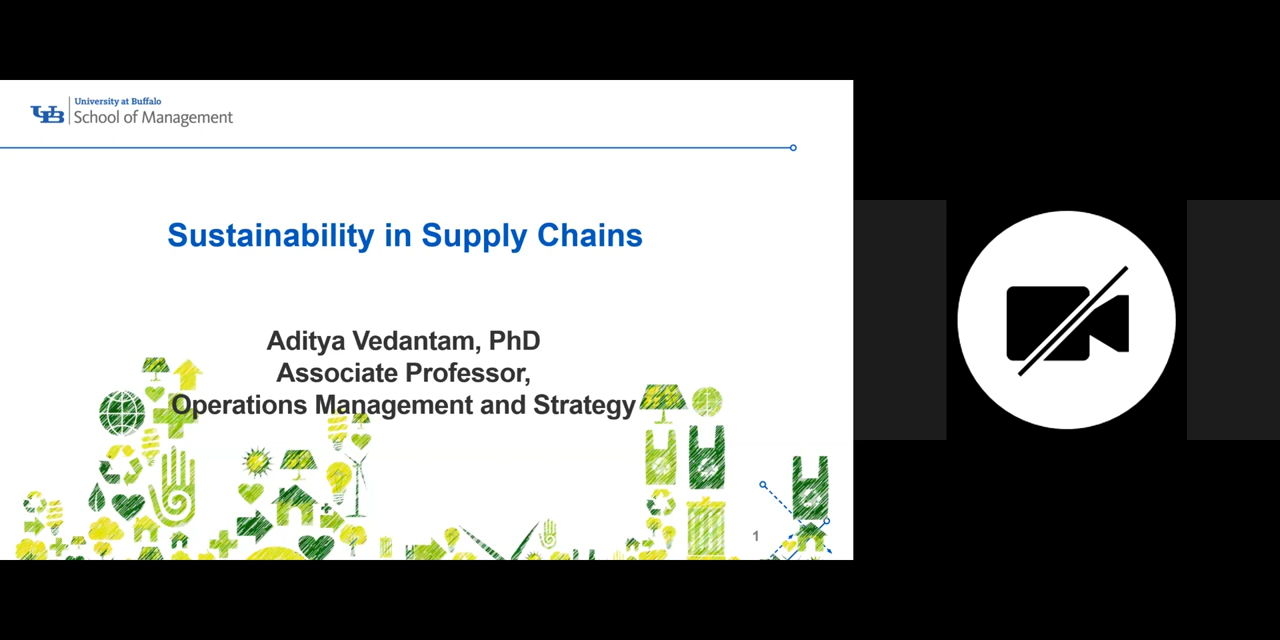 University at Buffalo
School of Management
Sustainability in Supply Chains
Aditya Vedantam, PhD
Associate Professor,
Operations Management and Strategy
1